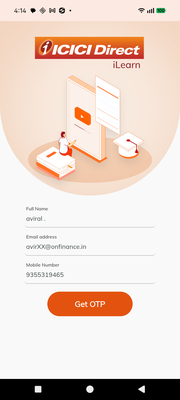 4:14
ICICI Direct
iLearn
Full Name
aviral .
Email address
avirXX@onfinance.in
Mobile Number
9355319465
Get OTP